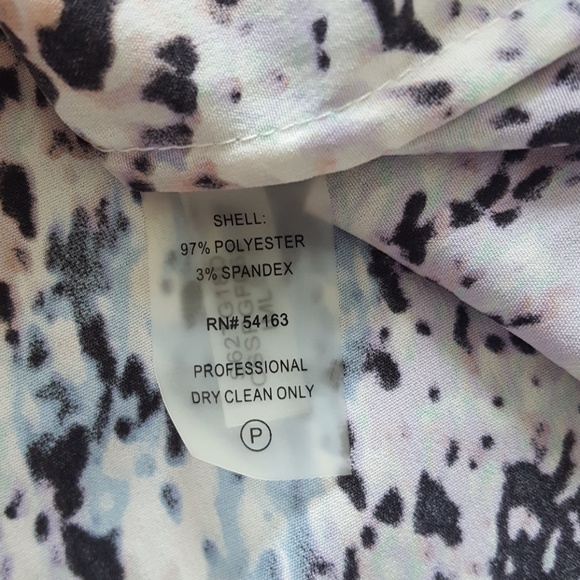 SHELL:
97% POLYESTER
3% SPANDEX
RN# 54163
PROFESSIONAL
DRY CLEAN ONLY
P